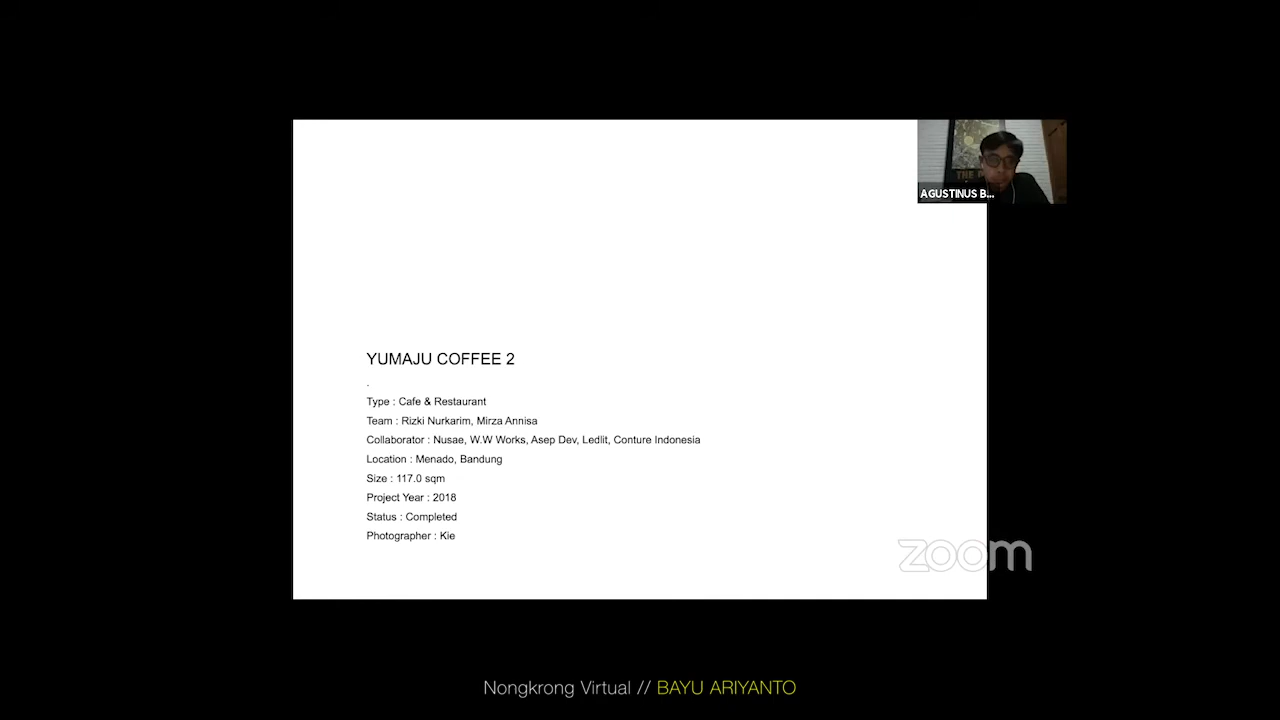 THE
AGUSTINUS B...
YUMAJU COFFEE 2
.
Type : Cafe & Restaurant
Team : Rizki Nurkarim, Mirza Annisa
Collaborator : Nusae, W.W Works, Asep Dev, Ledlit, Conture Indonesia
Location : Menado, Bandung
Size : 117.0 sqm
Project Year : 2018
Status : Completed
Photographer : Kie
zoom
Nongkrong Virtual // BAYU ARIYANTO